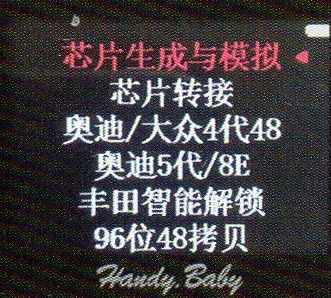 芯片生成与模拟
芯片转接
奥迪/大众4代48
奥迪5代/8E
丰田智能解锁
96位48拷贝
Handy.Baby